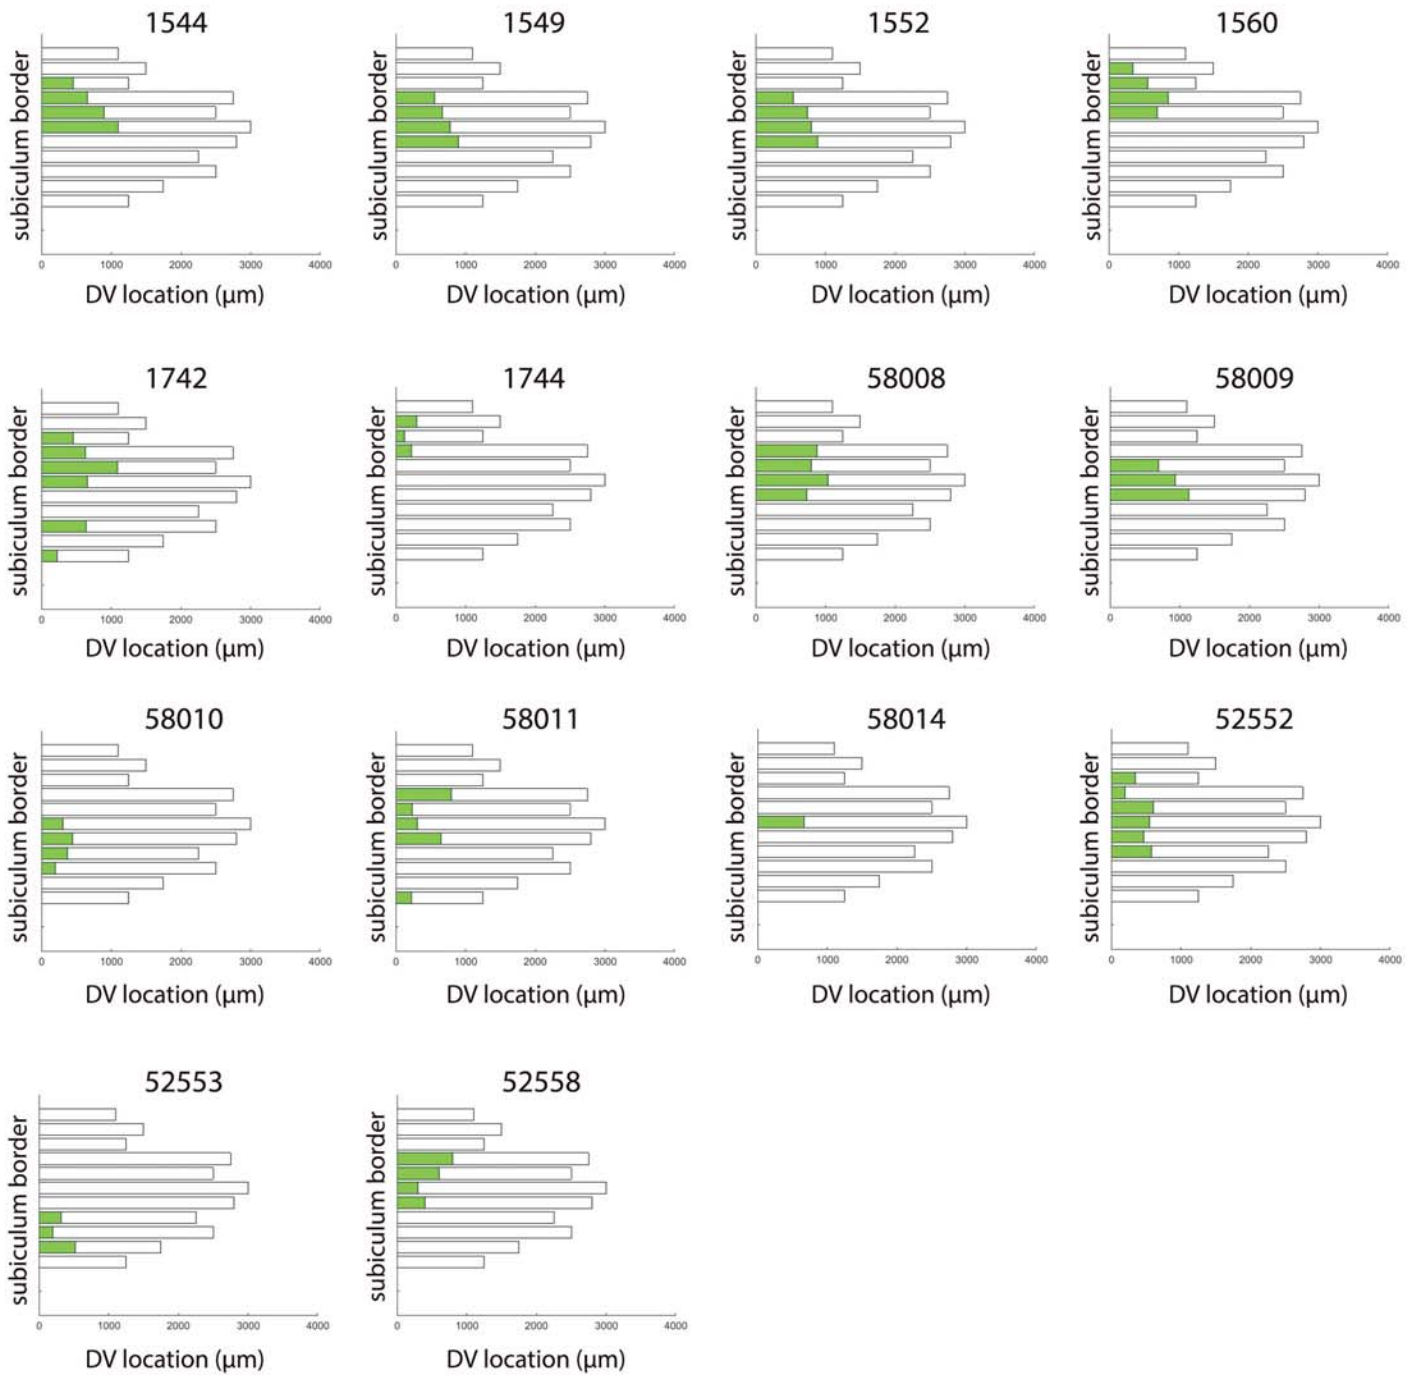 1544 1549 1552 1560
subiculum border subiculum border subiculum border subiculum border
0 1000 2000 3000 4000 0 1000 2000 3000 4000 0 1000 2000 3000 4000 0 1000 2000 3000 4000
DV location (µm) DV location (µm) DV location (µm) DV location (µm)
1742 1744 58008 58009
subiculum border subiculum border subiculum border subiculum border
0 1000 2000 3000 4000 0 1000 2000 3000 4000 0 1000 2000 3000 4000 0 1000 2000 3000 4000
DV location (µm) DV location (µm) DV location (µm) DV location (µm)
58010 58011 58014 52552
subiculum border subiculum border subiculum border subiculum border
0 1000 2000 3000 4000 0 1000 2000 3000 4000 0 1000 2000 3000 4000 0 1000 2000 3000 4000
DV location (µm) DV location (µm) DV location (µm) DV location (µm)
52553 52558
subiculum border subiculum border
0 1000 2000 3000 4000 0 1000 2000 3000 4000
DV location (µm) DV location (µm)